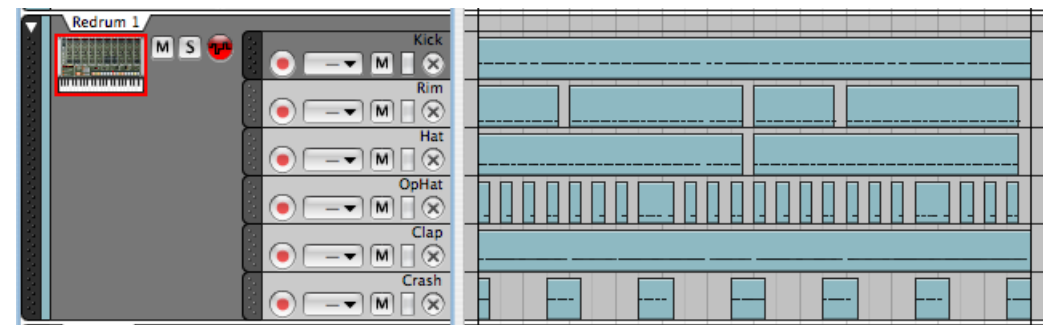 Redrum 1
M S
Kick
M
Rim
M
Hat
M
OpHat
M
Clap
M
Crash
M